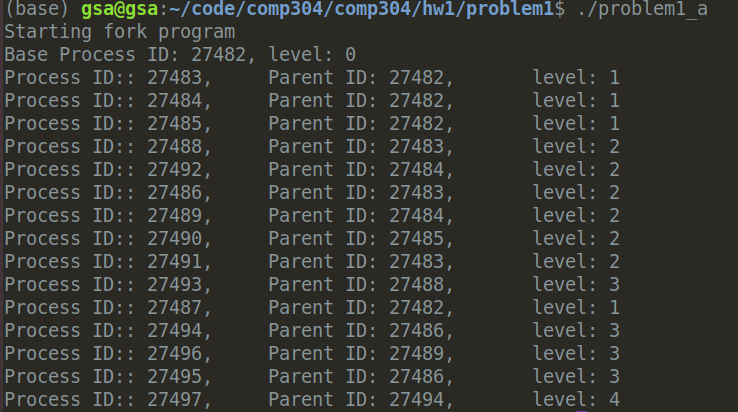 (base) gsa@gsa:~/code/comp304/comp304/hw1/problem1$ ./problem1_a
Starting fork program
Base Process ID: 27482, level: 0
Process ID:: 27483,     Parent ID: 27482,       level: 1
Process ID:: 27484,     Parent ID: 27482,       level: 1
Process ID:: 27485,     Parent ID: 27482,       level: 1
Process ID:: 27488,     Parent ID: 27483,       level: 2
Process ID:: 27492,     Parent ID: 27484,       level: 2
Process ID:: 27486,     Parent ID: 27483,       level: 2
Process ID:: 27489,     Parent ID: 27484,       level: 2
Process ID:: 27490,     Parent ID: 27485,       level: 2
Process ID:: 27491,     Parent ID: 27483,       level: 2
Process ID:: 27493,     Parent ID: 27488,       level: 3
Process ID:: 27487,     Parent ID: 27482,       level: 1
Process ID:: 27494,     Parent ID: 27486,       level: 3
Process ID:: 27496,     Parent ID: 27489,       level: 3
Process ID:: 27495,     Parent ID: 27486,       level: 3
Process ID:: 27497,     Parent ID: 27494,       level: 4